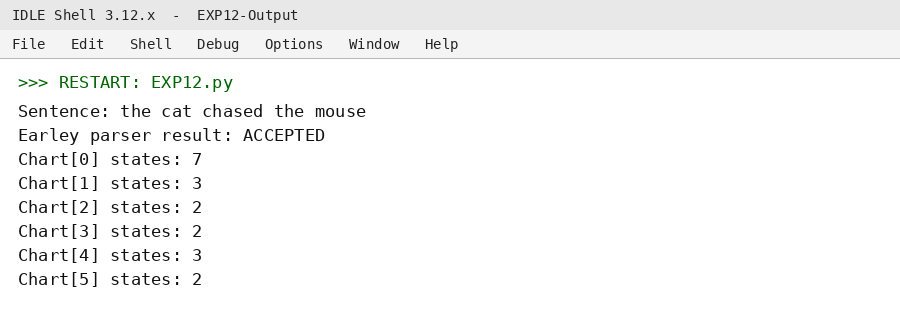 IDLE Shell 3.12.x - EXP12-Output
File Edit Shell Debug Options Window Help
>>> RESTART: EXP12.py
Sentence: the cat chased the mouse
Earley parser result: ACCEPTED
Chart[0] states: 7
Chart[1] states: 3
Chart[2] states: 2
Chart[3] states: 2
Chart[4] states: 3
Chart[5] states: 2